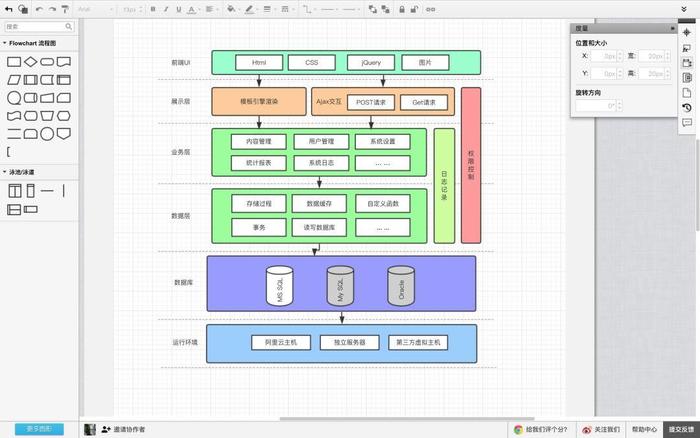 Arial
13px
B
I
U
A
搜索
度量
Flowchart 流程图
位置和大小
X:
0px
宽:
20px
Y:
0px
高:
20px
旋转方向
0°
泳池/泳道
前端UI
Html
CSS
jQuery
图片
展示层
模板引擎渲染
Ajax交互
POST请求
Get请求
权限控制
业务层
内容管理
用户管理
系统设置
统计报表
系统日志
... ...
日志记录
数据层
存储过程
数据缓存
自定义函数
事务
读写数据库
... ...
数据库
MS SQL
My SQL
Oracle
运行环境
阿里云主机
独立服务器
第三方虚拟主机
更多图形
邀请协作者
给我们评个分?
关注我们
帮助中心
提交反馈